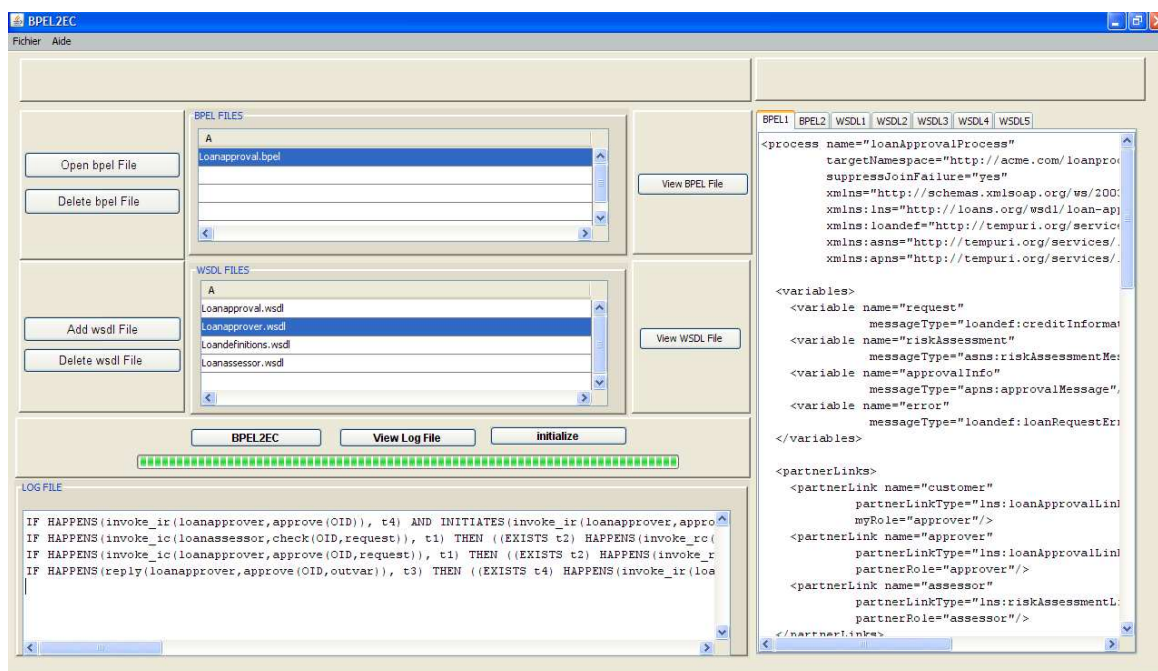 BPEL2EC
Fichier Aide
BPEL FILES
A
Open bpel File
Loanapproval.bpel
View BPEL File
Delete bpel File
WSDL FILES
A
Loanapproval.wsdl
Add wsdl File
Loanapprover.wsdl
View WSDL File
Loandefinitions.wsdl
Delete wsdl File
Loanassessor.wsdl
BPEL2EC View Log File initialize
LOG FILE
IF HAPPENS(invoke_ir(loanapprover,approve(OID)), t4) AND INITIATES(invoke_ir(loanapprover,appro
IF HAPPENS(invoke_ic(loanassessor,check(OID,request)), t1) THEN ((EXISTS t2) HAPPENS(invoke_rc(
IF HAPPENS(invoke_ic(loanapprover,approve(OID,request)), t1) THEN ((EXISTS t2) HAPPENS(invoke_r
IF HAPPENS(reply(loanapprover,approve(OID,outvar)), t3) THEN ((EXISTS t4) HAPPENS(invoke_ir(loa
BPEL1 BPEL2 WSDL1 WSDL2 WSDL3 WSDL4 WSDL5
<process name="loanApprovalProcess"
targetNamespace="http://acme.com/loanproc
suppressJoinFailure="yes"
xmlns="http://schemas.xmlsoap.org/ws/200
xmlns:lns="http://loans.org/wsdl/loan-ap
xmlns:loandef="http://tempuri.org/service
xmlns:asns="http://tempuri.org/services/
xmlns:apns="http://tempuri.org/services/
<variables>
<variable name="request"
messageType="loandef:creditInforma
<variable name="riskAssessment"
messageType="asns:riskAssessmentMe
<variable name="approvalInfo"
messageType="apns:approvalMessage"
<variable name="error"
messageType="loandef:loanRequestEr
</variables>
<partnerLinks>
<partnerLink name="customer"
partnerLinkType="lns:loanApprovalLin
myRole="approver"/>
<partnerLink name="approver"
partnerLinkType="lns:loanApprovalLin
partnerRole="approver"/>
<partnerLink name="assessor"
partnerLinkType="lns:riskAssessmentL
partnerRole="assessor"/>
</partnerLinks>